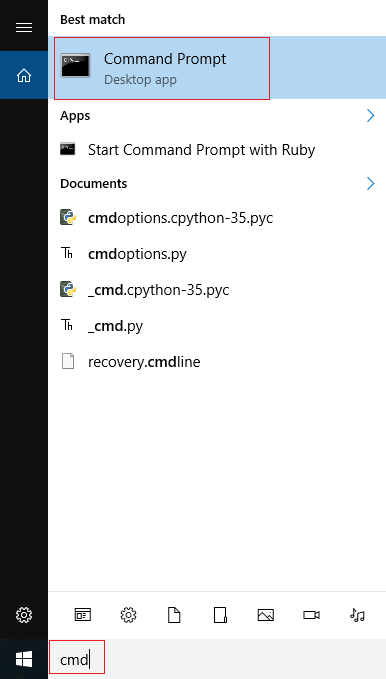 Best match
Command Prompt
Desktop app
Apps
Start Command Prompt with Ruby
Documents
cmdoptions.cpython-35.pyc
cmdoptions.py
_cmd.cpython-35.pyc
_cmd.py
recovery.cmdline
cmd